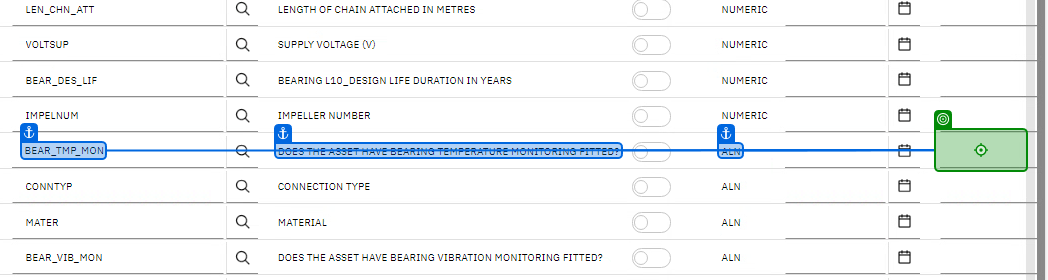 LEN_CHN_ATT LENGTH OF CHAIN ATTACHED IN METRES NUMERIC
VOLTSUP SUPPLY VOLTAGE (V) NUMERIC
BEAR_DES_LIF BEARING L10_DESIGN LIFE DURATION IN YEARS NUMERIC
IMPELNUM IMPELLER NUMBER NUMERIC
BEAR_TMP_MON DOES THE ASSET HAVE BEARING TEMPERATURE MONITORING FITTED? ALN
CONNTYP CONNECTION TYPE ALN
MATER MATERIAL ALN
BEAR_VIB_MON DOES THE ASSET HAVE BEARING VIBRATION MONITORING FITTED? ALN